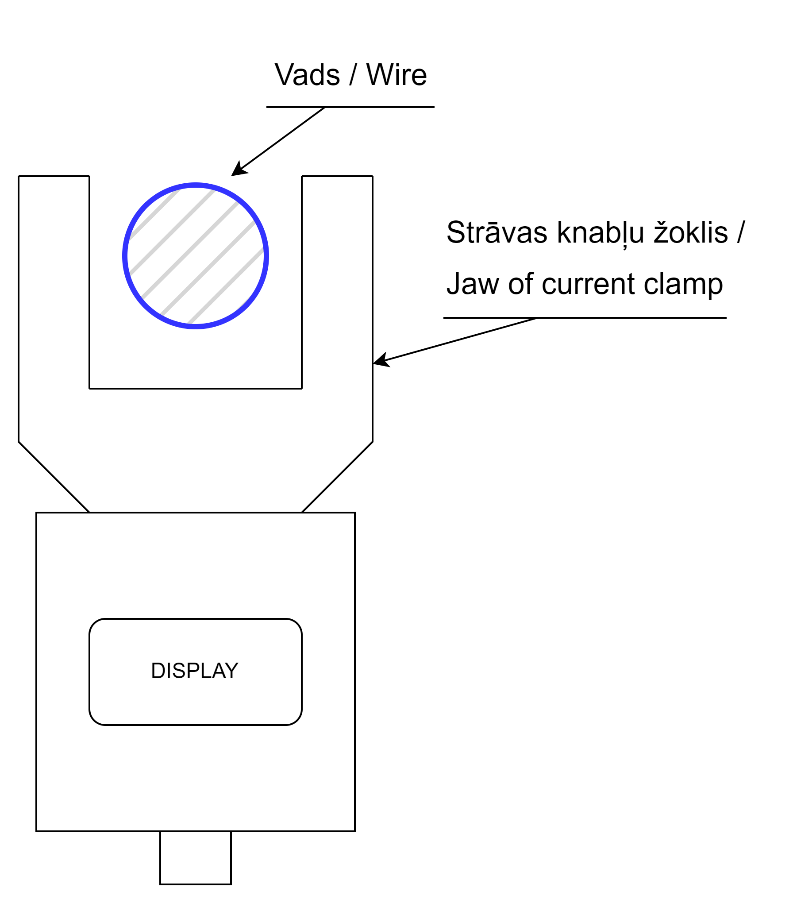 Vads / Wire
Strāvas knabļu žoklis /
Jaw of current clamp
DISPLAY